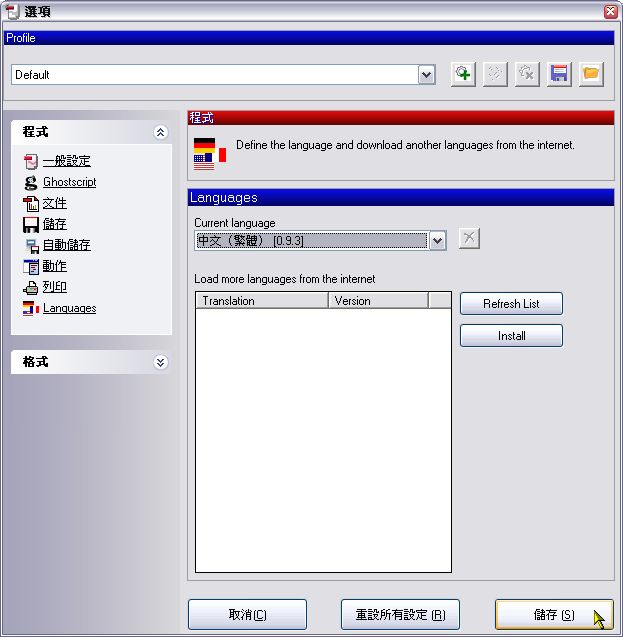 選項
Profile
Default
程式
一般設定
Ghostscript
文件
儲存
自動儲存
動作
列印
Languages
格式
程式
Define the language and download another languages from the internet.
Languages
Current language
中文（繁體） [0.9.3]
Load more languages from the internet
Translation Version
Refresh List
Install
取消(C)
重設所有設定 (R)
儲存 (S)